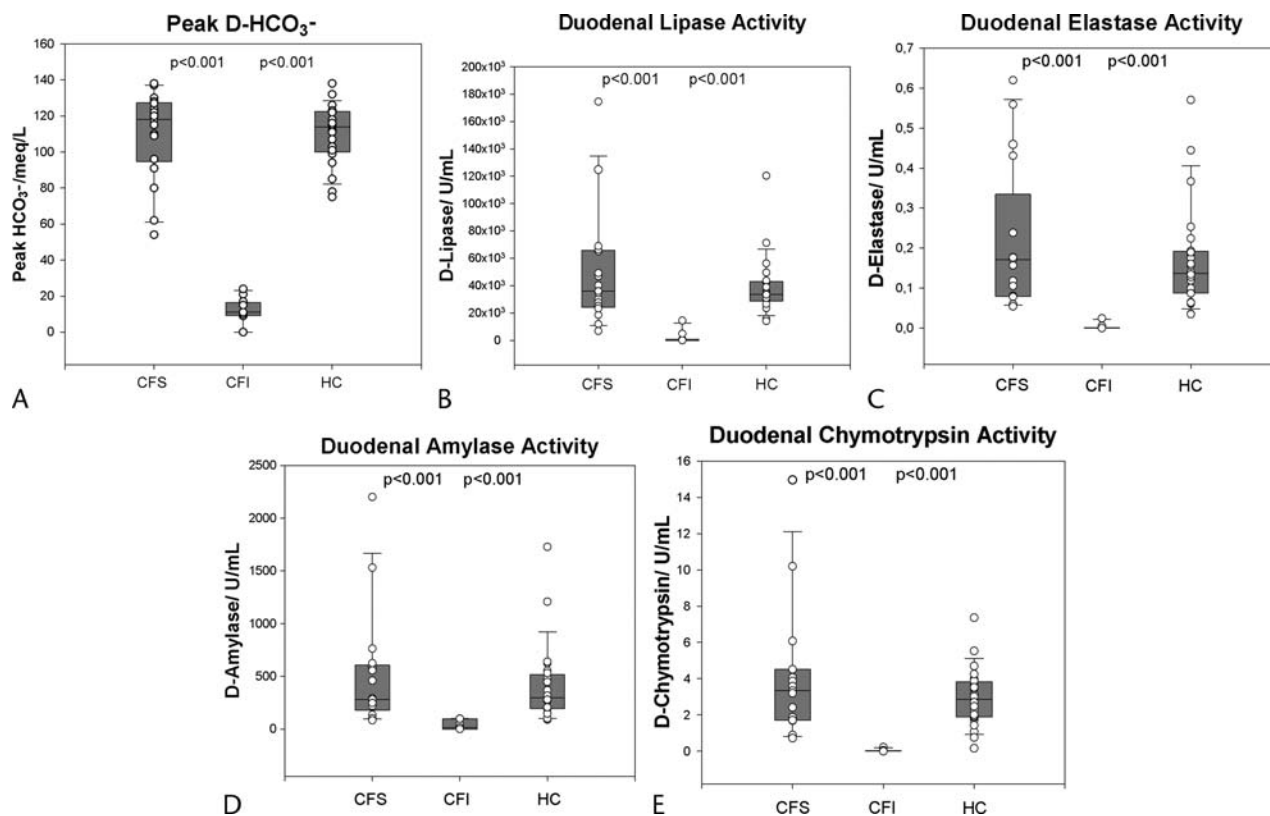 Peak D-HCO₃-
p<0.001 p<0.001
Peak HCO₃-/meq/L
160
140
120
100
80
60
40
20
0
CFS CFI HC
A
Duodenal Lipase Activity
p<0.001 p<0.001
D-Lipase/ U/mL
200x10³
180x10³
160x10³
140x10³
120x10³
100x10³
80x10³
60x10³
40x10³
20x10³
0
CFS CFI HC
B
Duodenal Elastase Activity
p<0.001 p<0.001
D-Elastase/ U/mL
0,7
0,6
0,5
0,4
0,3
0,2
0,1
0,0
CFS CFI HC
C
Duodenal Amylase Activity
p<0.001 p<0.001
D-Amylase/ U/mL
2500
2000
1500
1000
500
0
CFS CFI HC
D
Duodenal Chymotrypsin Activity
p<0.001 p<0.001
D-Chymotrypsin/ U/mL
16
14
12
10
8
6
4
2
0
CFS CFI HC
E